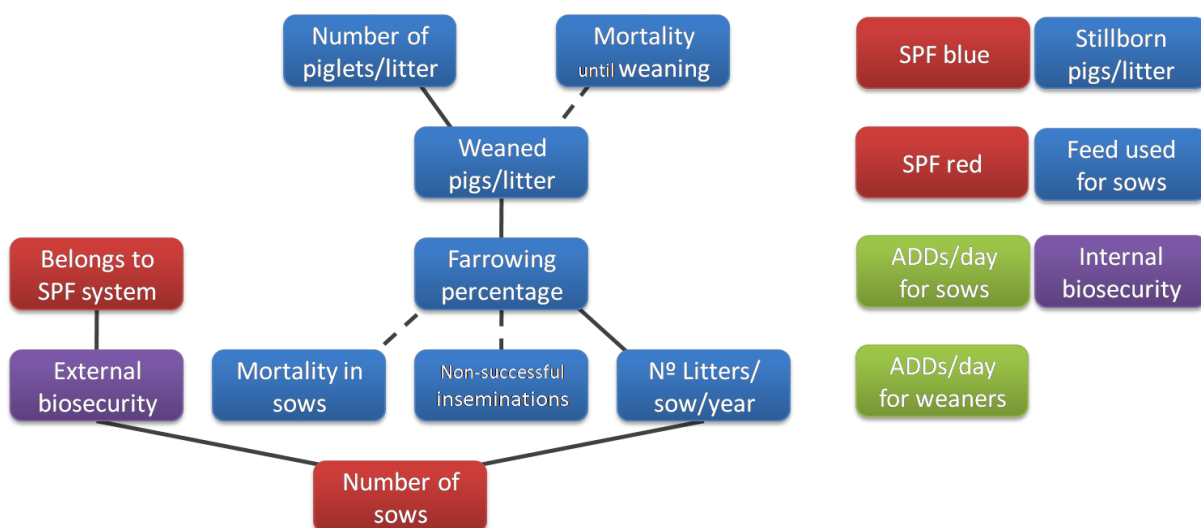 Number of
piglets/litter
Mortality
until weaning
Weaned
pigs/litter
Belongs to
SPF system
Farrowing
percentage
External
biosecurity
Mortality in
sows
Non-successful
inseminations
Nº Litters/
sow/year
Number of
sows
SPF blue
Stillborn
pigs/litter
SPF red
Feed used
for sows
ADDs/day
for sows
Internal
biosecurity
ADDs/day
for weaners